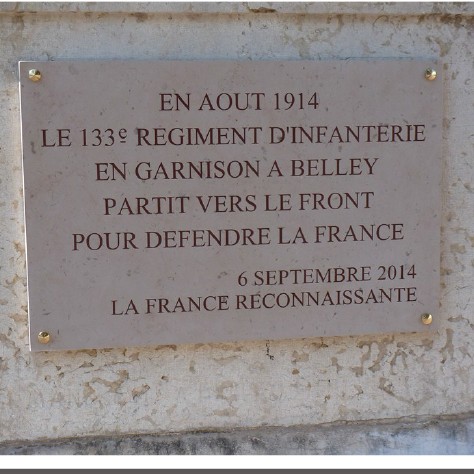 EN AOUT 1914
LE 133e REGIMENT D'INFANTERIE
EN GARNISON A BELLEY
PARTIT VERS LE FRONT
POUR DEFENDRE LA FRANCE
6 SEPTEMBRE 2014
LA FRANCE RECONNAISSANTE